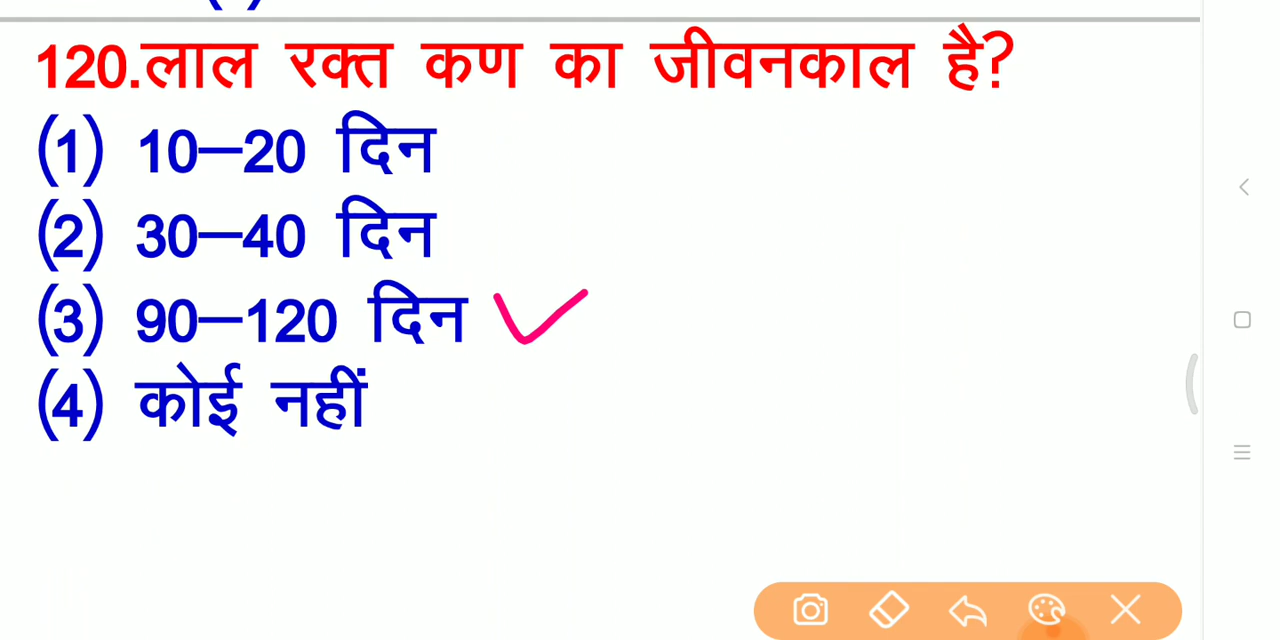 120.लाल रक्त कण का जीवनकाल है?
(1) 10–20 दिन
(2) 30–40 दिन
(3) 90–120 दिन
(4) कोई नहीं